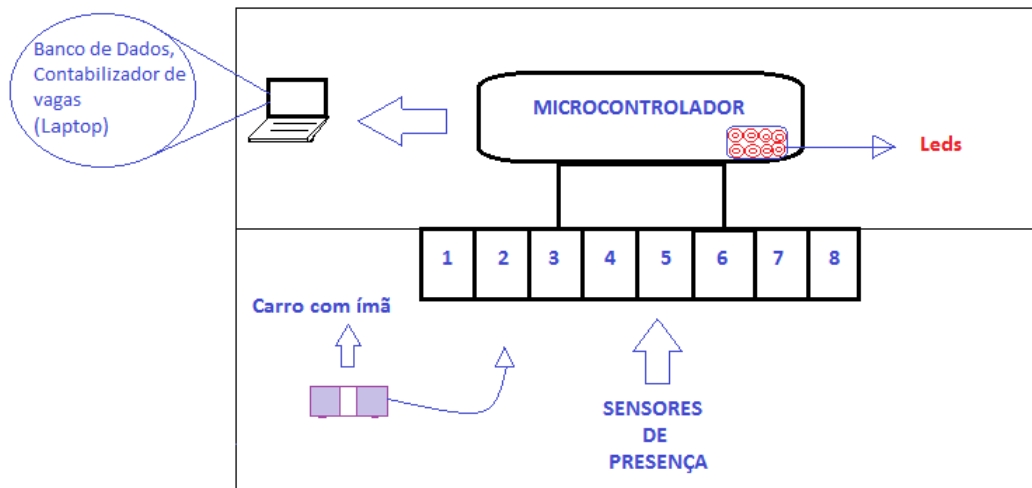 Banco de Dados,
Contabilizador de
vagas
(Laptop)
MICROCONTROLADOR
Leds
1 2 3 4 5 6 7 8
Carro com ímã
SENSORES
DE
PRESENÇA